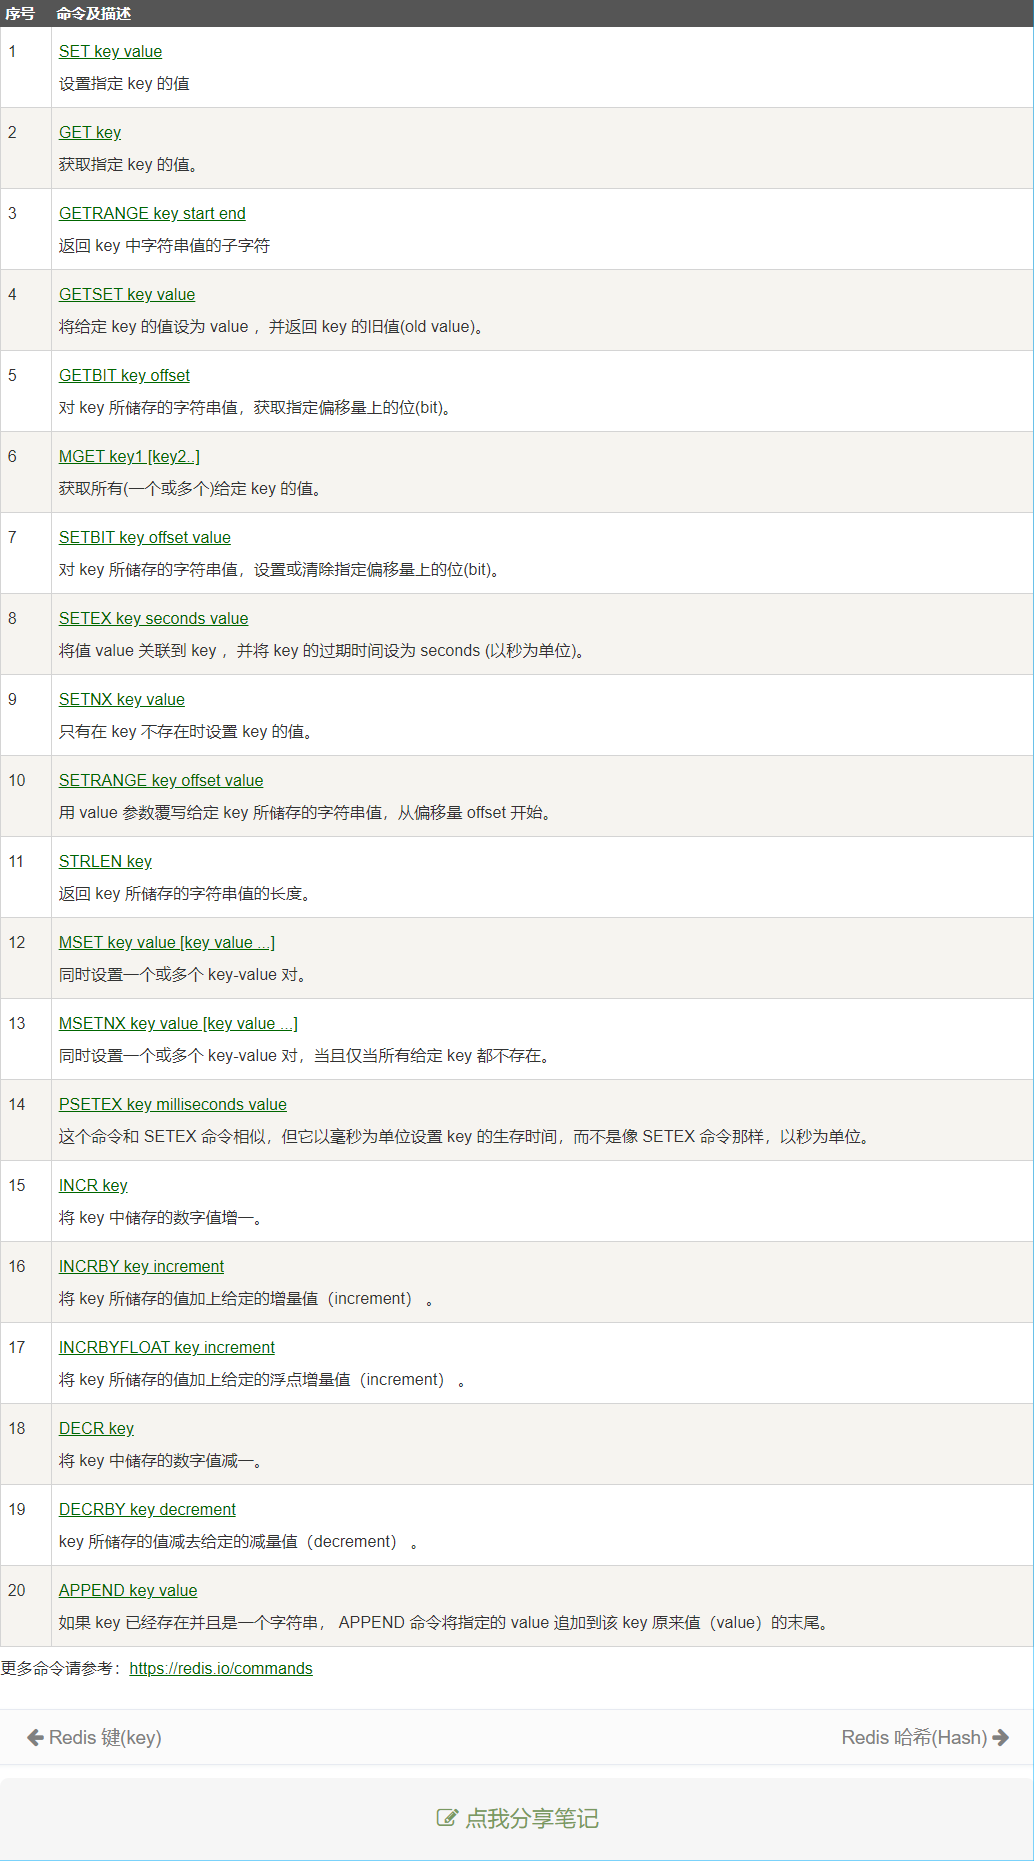 序号 命令及描述
1 SET key value
设置指定 key 的值
2 GET key
获取指定 key 的值。
3 GETRANGE key start end
返回 key 中字符串值的子字符
4 GETSET key value
将给定 key 的值设为 value ，并返回 key 的旧值(old value)。
5 GETBIT key offset
对 key 所储存的字符串值，获取指定偏移量上的位(bit)。
6 MGET key1 [key2..]
获取所有(一个或多个)给定 key 的值。
7 SETBIT key offset value
对 key 所储存的字符串值，设置或清除指定偏移量上的位(bit)。
8 SETEX key seconds value
将值 value 关联到 key ，并将 key 的过期时间设为 seconds (以秒为单位)。
9 SETNX key value
只有在 key 不存在时设置 key 的值。
10 SETRANGE key offset value
用 value 参数覆写给定 key 所储存的字符串值，从偏移量 offset 开始。
11 STRLEN key
返回 key 所储存的字符串值的长度。
12 MSET key value [key value ...]
同时设置一个或多个 key-value 对。
13 MSETNX key value [key value ...]
同时设置一个或多个 key-value 对，当且仅当所有给定 key 都不存在。
14 PSETEX key milliseconds value
这个命令和 SETEX 命令相似，但它以毫秒为单位设置 key 的生存时间，而不是像 SETEX 命令那样，以秒为单位。
15 INCR key
将 key 中储存的数字值增一。
16 INCRBY key increment
将 key 所储存的值加上给定的增量值（increment） 。
17 INCRBYFLOAT key increment
将 key 所储存的值加上给定的浮点增量值（increment） 。
18 DECR key
将 key 中储存的数字值减一。
19 DECRBY key decrement
key 所储存的值减去给定的减量值（decrement） 。
20 APPEND key value
如果 key 已经存在并且是一个字符串， APPEND 命令将指定的 value 追加到该 key 原来值（value）的末尾。
更多命令请参考：https://redis.io/commands
Redis 键(key) Redis 哈希(Hash)
点我分享笔记